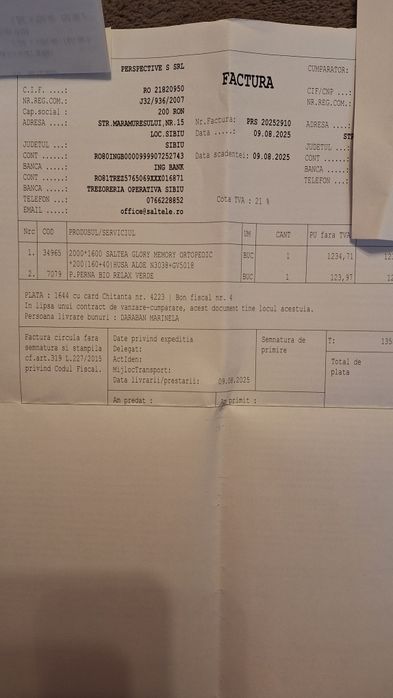 PERSPECTIVE S SRL
FACTURA
CUMPARATOR:
C.I.F. ....: RO 21820950
NR.REG.COM.: J32/936/2007
Cap.social : 200 RON
ADRESA ....: STR.MARAMURESULUI,NR.15
LOC.SIBIU
JUDETUL ...: SIBIU
CONT ......: RO80INGB0000999907252743
BANCA .....: ING BANK
CONT ......: RO81TREZ5765069XXX016871
BANCA .....: TREZORERIA OPERATIVA SIBIU
TELEFON ...: 0766228852
EMAIL .....: office@saltele.ro
Nr.Factura: PRS 20252910
Data .....: 09.08.2025
Data scadentei: 09.08.2025
Cota TVA : 21 %
CIF/CNP ...:
NR.REG.COM.:
ADRESA ....:
JUDETUL ...:
CONT ......:
BANCA .....:
TELEFON ...:
Nrc COD PRODUSUL/SERVICIUL UM CANT PU fara TVA
1. 34965 2000*1600 SALTEA GLORY MEMORY ORTOPEDIC BUC 1 1234,71
*200(160+40)HUSA ALOE N3038+GV5018
2. 7079 P.PERNA BIO RELAX VERDE BUC 1 123,97
PLATA : 1644 cu card Chitanta nr. 4223 | Bon fiscal nr. 4
In lipsa unui contract de vanzare-cumparare, acest document tine locul acestuia.
Persoana livrare bunuri : DARABAN MARINELA
Factura circula fara
semnatura si stampila
cf.art.319 L.227/2015
privind Codul Fiscal.
Date privind expeditia
Delegat:
ActIden:
MijlocTransport:
Data livrarii/prestarii: 09.08.2025
Am predat :
Am primit :
Semnatura de
primire
T: 135
Total de
plata